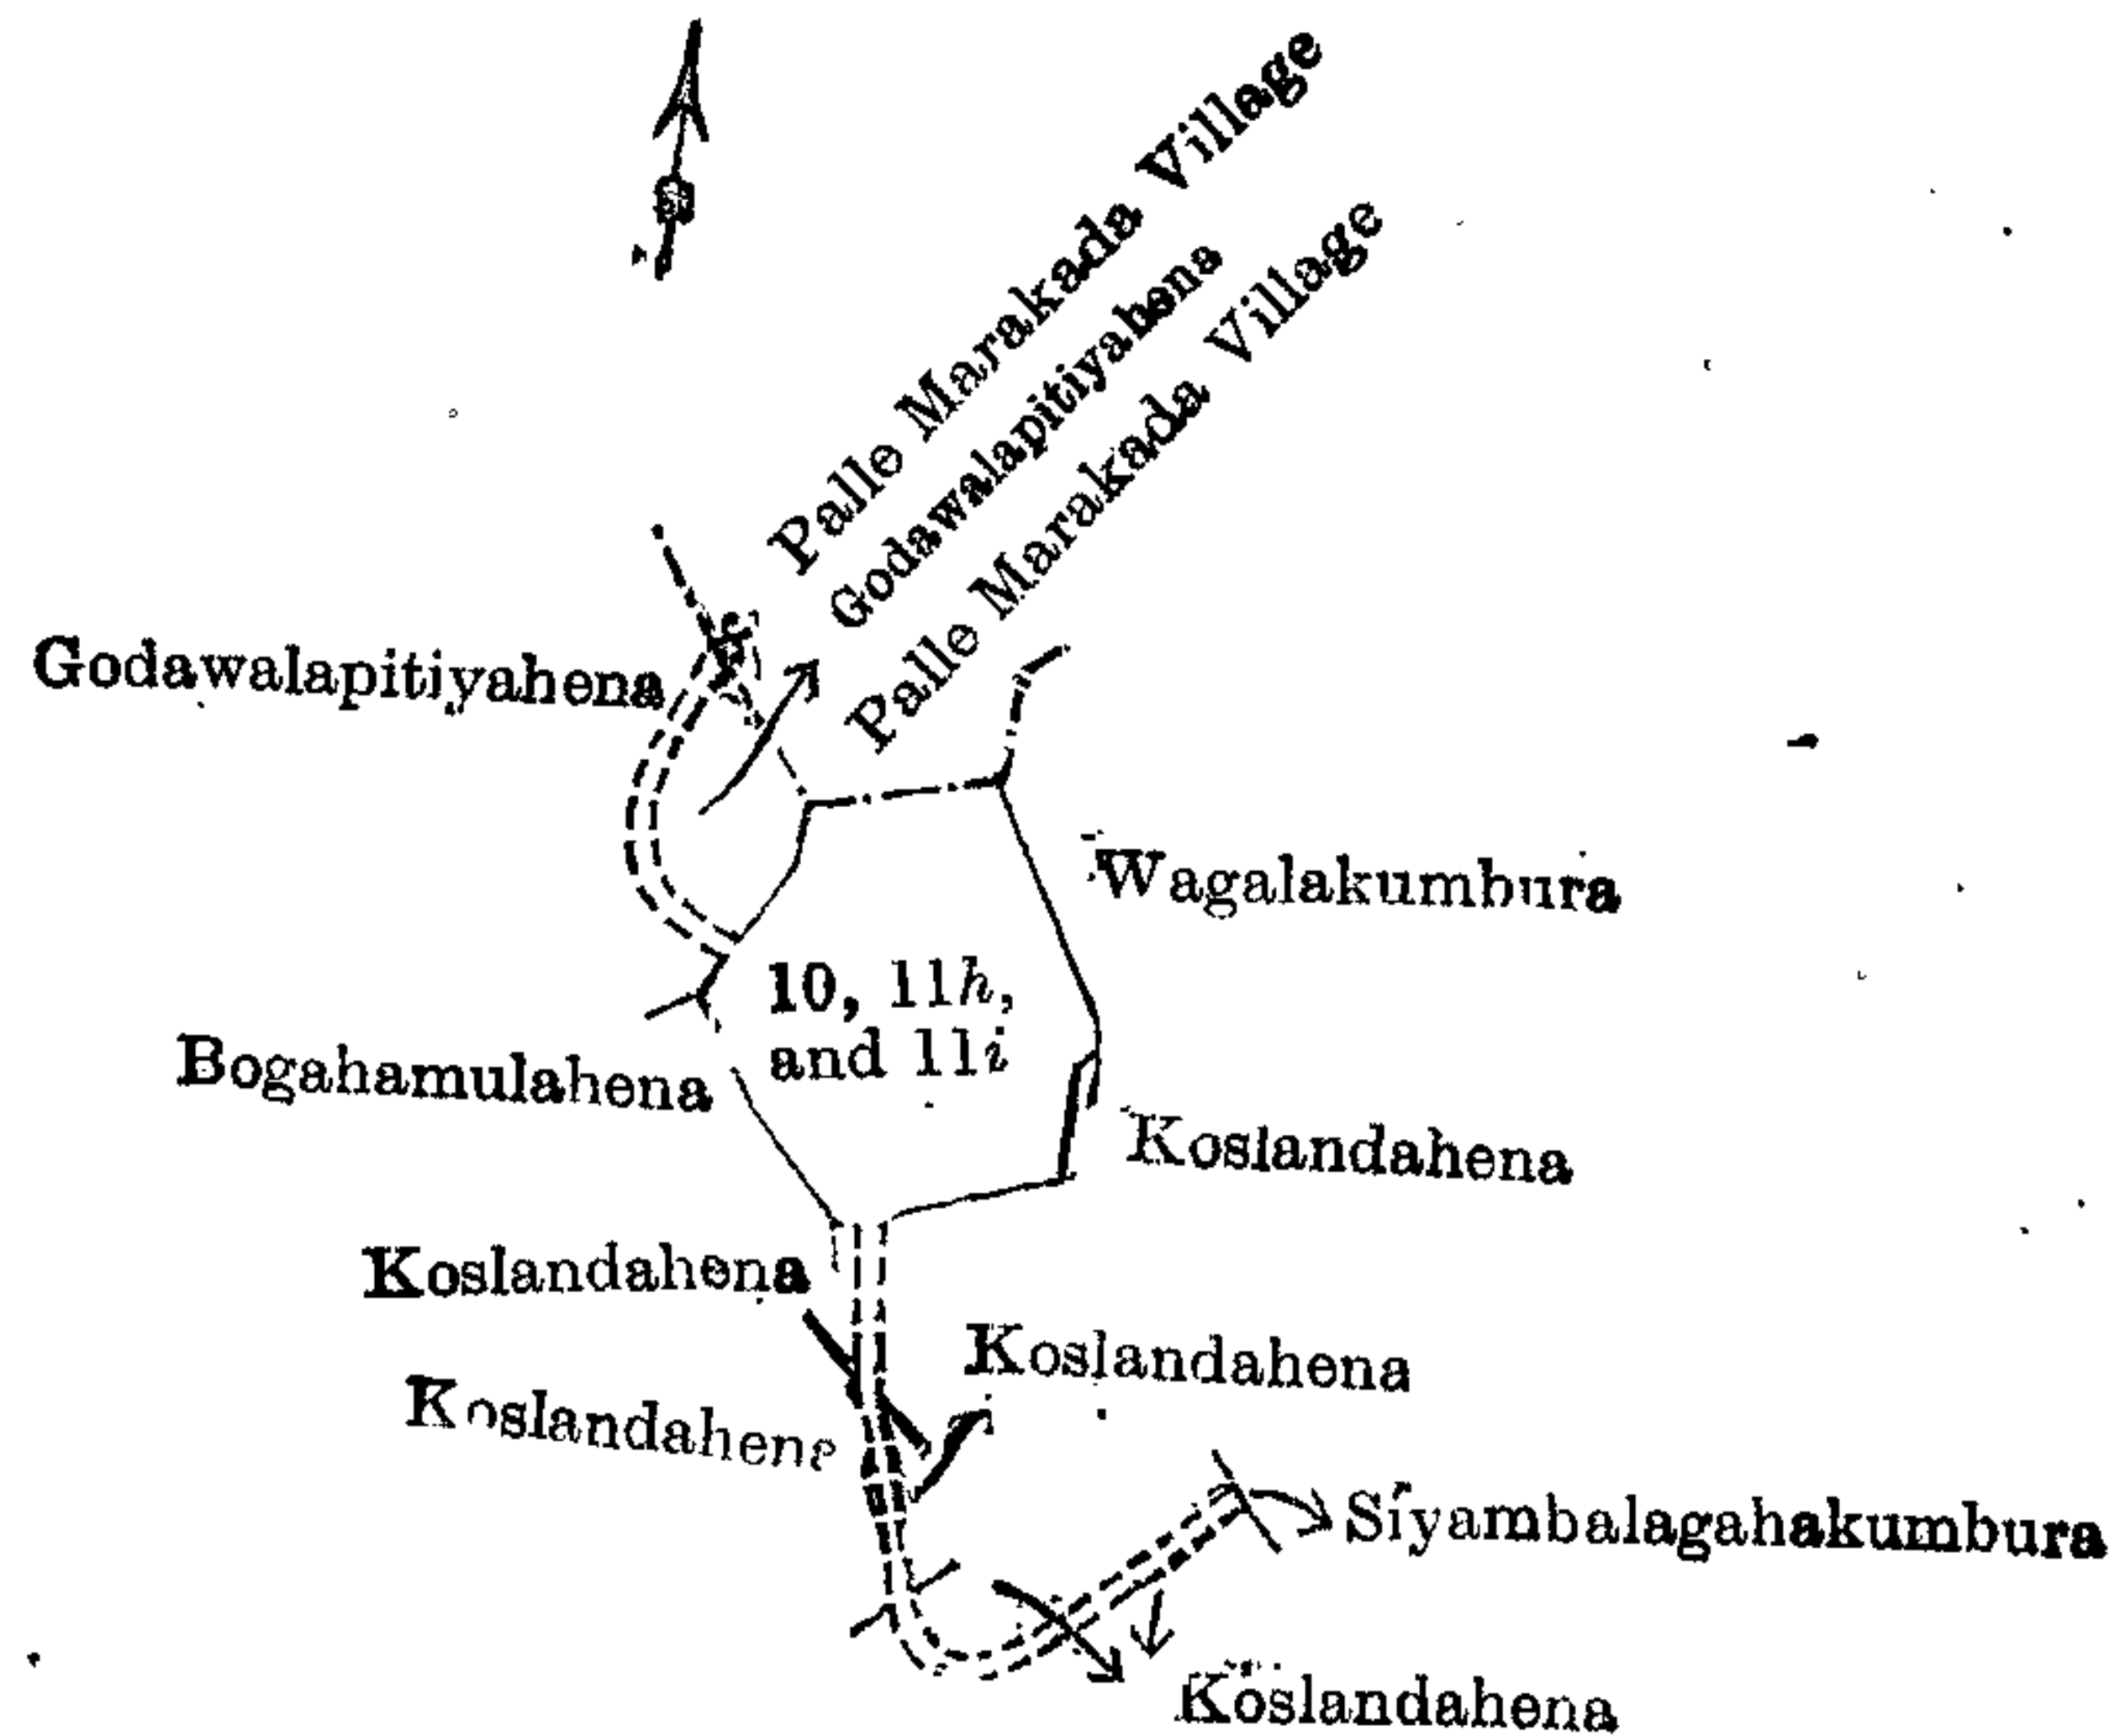 Palle Marakada Village
Godawalapitiyahena
Palle Marakada Village
Godawalapitiyahena
Wagalakumbura
10, 11h,
and 11i
Bogahamulahena
Koslandahena
Koslandahena
Koslandahena
Koslandahena
Siyambalagahakumbura
Koslandahena